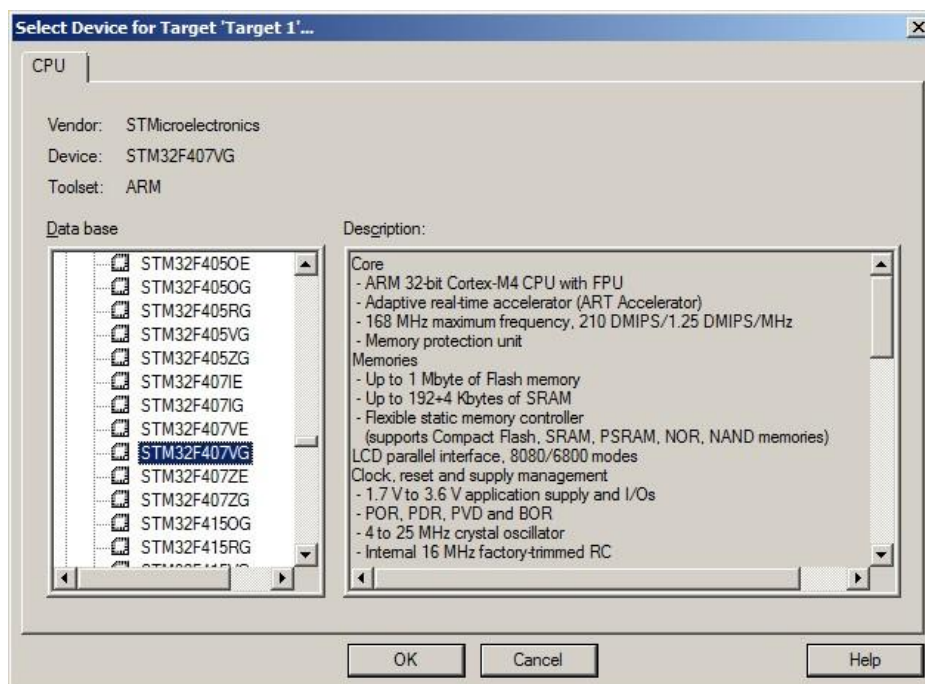 Select Device for Target 'Target 1'...
CPU
Vendor: STMicroelectronics
Device: STM32F407VG
Toolset: ARM
Data base
Description:
STM32F405OE
STM32F405OG
STM32F405RG
STM32F405VG
STM32F405ZG
STM32F407IE
STM32F407IG
STM32F407VE
STM32F407VG
STM32F407ZE
STM32F407ZG
STM32F415OG
STM32F415RG
Core
- ARM 32-bit Cortex-M4 CPU with FPU
- Adaptive real-time accelerator (ART Accelerator)
- 168 MHz maximum frequency, 210 DMIPS/1.25 DMIPS/MHz
- Memory protection unit
Memories
- Up to 1 Mbyte of Flash memory
- Up to 192+4 Kbytes of SRAM
- Flexible static memory controller
(supports Compact Flash, SRAM, PSRAM, NOR, NAND memories)
LCD parallel interface, 8080/6800 modes
Clock, reset and supply management
- 1.7 V to 3.6 V application supply and I/Os
- POR, PDR, PVD and BOR
- 4 to 25 MHz crystal oscillator
- Internal 16 MHz factory-trimmed RC
OK
Cancel
Help